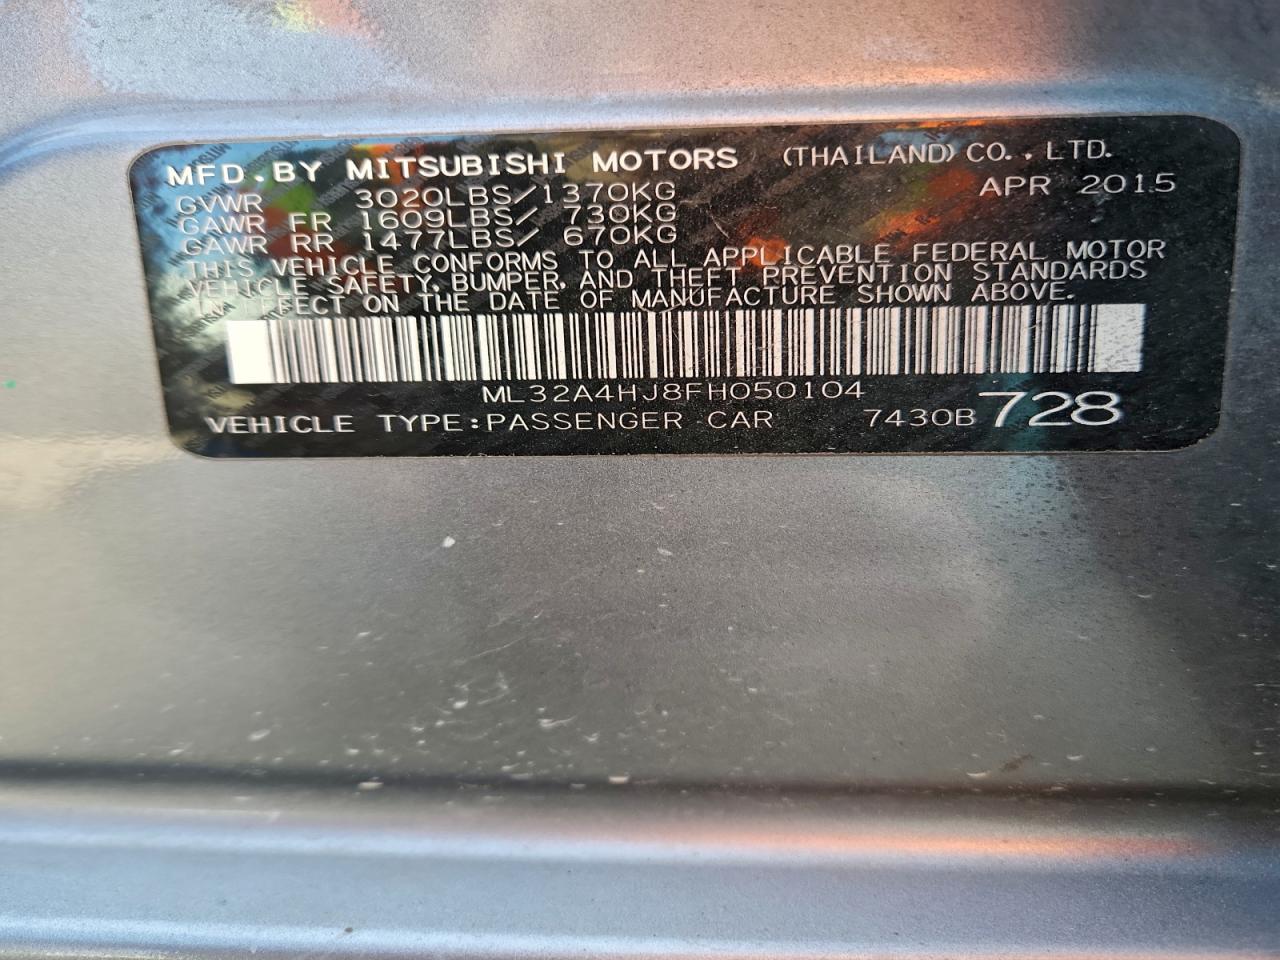 MFD.BY MITSUBISHI MOTORS (THAILAND) CO.,LTD.
GVWR 3020LBS/1370KG APR 2015
GAWR FR 1609LBS/ 730KG
GAWR RR 1477LBS/ 670KG
THIS VEHICLE CONFORMS TO ALL APPLICABLE FEDERAL MOTOR
VEHICLE SAFETY, BUMPER, AND THEFT PREVENTION STANDARDS
IN EFFECT ON THE DATE OF MANUFACTURE SHOWN ABOVE.
ML32A4HJ8FH050104
VEHICLE TYPE:PASSENGER CAR 7430B 728